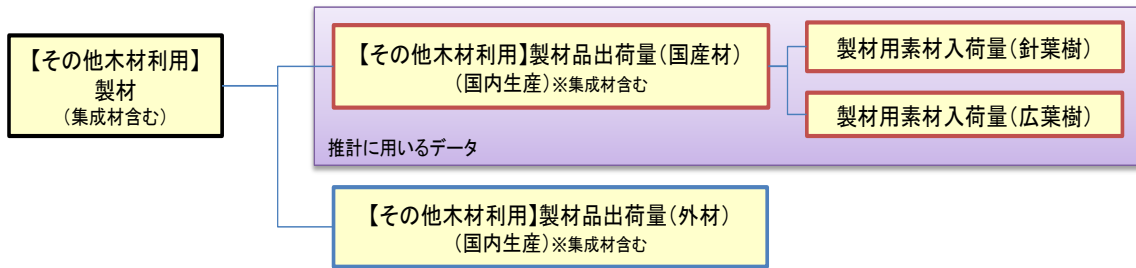 【その他木材利用】
製材
（集成材含む）
【その他木材利用】製材品出荷量（国産材）
（国内生産）※集成材含む
製材用素材入荷量（針葉樹）
製材用素材入荷量（広葉樹）
推計に用いるデータ
【その他木材利用】製材品出荷量（外材）
（国内生産）※集成材含む